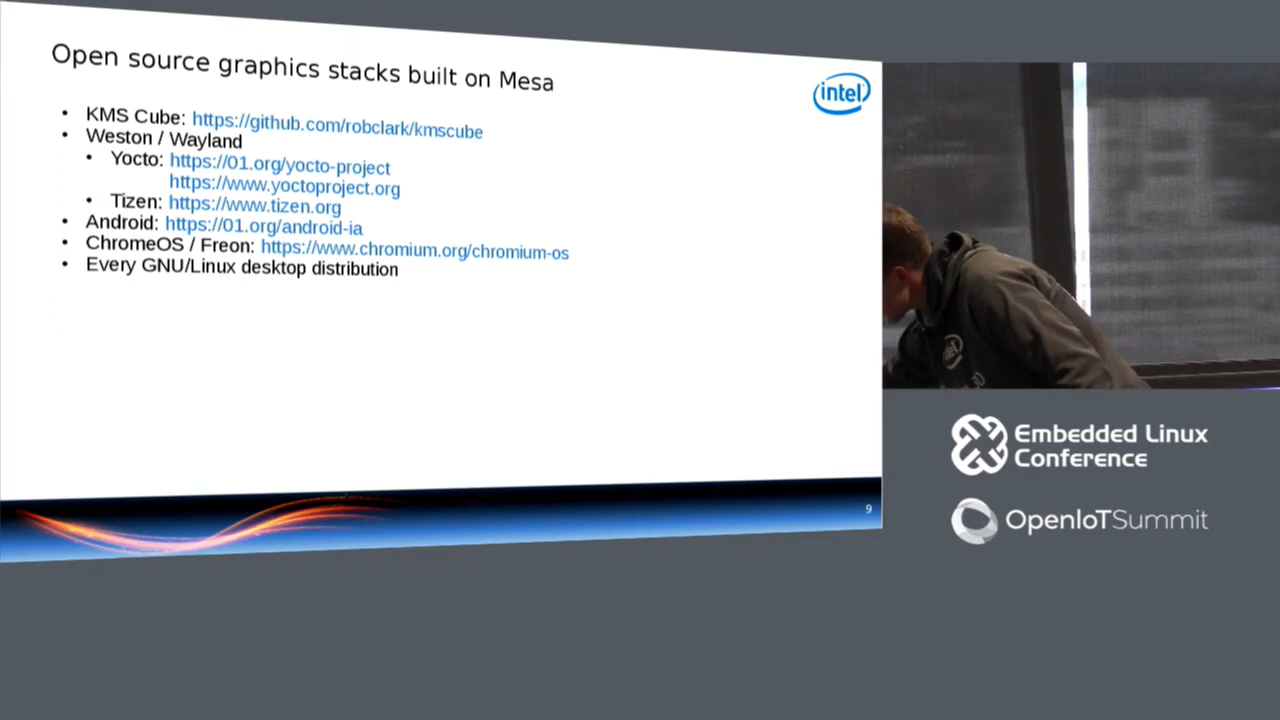 Open source graphics stacks built on Mesa
intel
• KMS Cube: https://github.com/robclark/kmscube
• Weston / Wayland
• Yocto: https://01.org/yocto-project
https://www.yoctoproject.org
• Tizen: https://www.tizen.org
• Android: https://01.org/android-ia
• ChromeOS / Freon: https://www.chromium.org/chromium-os
• Every GNU/Linux desktop distribution
9
intel
Embedded Linux
Conference
OpenIoTSummit